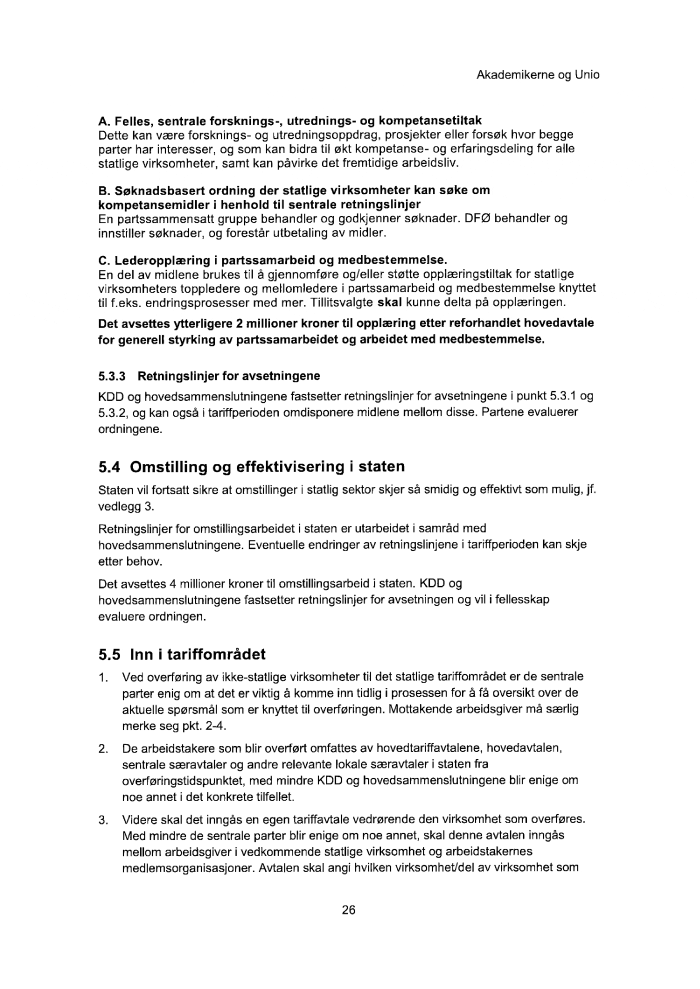 Akademikerne og Unio
A. Felles, sentrale forsknings-, utrednings- og kompetansetiltak
Dette kan være forsknings- og utredningsoppdrag, prosjekter eller forsøk hvor begge
parter har interesser, og som kan bidra til økt kompetanse- og erfaringsdeling for alle
statlige virksomheter, samt kan påvirke det fremtidige arbeidsliv.
B. Søknadsbasert ordning der statlige virksomheter kan søke om
kompetansemidler i henhold til sentrale retningslinjer
En partssammensatt gruppe behandler og godkjenner søknader. DFØ behandler og
innstiller søknader, og forestår utbetaling av midler.
C. Lederopplæring i partssamarbeid og medbestemmelse.
En del av midlene brukes til å gjennomføre og/eller støtte opplæringstiltak for statlige
virksomheters toppledere og mellomledere i partssamarbeid og medbestemmelse knyttet
til f.eks. endringsprosesser med mer. Tillitsvalgte skal kunne delta på opplæringen.
Det avsettes ytterligere 2 millioner kroner til opplæring etter reforhandlet hovedavtale
for generell styrking av partssamarbeidet og arbeidet med medbestemmelse.
5.3.3 Retningslinjer for avsetningene
KDD og hovedsammenslutningene fastsetter retningslinjer for avsetningene i punkt 5.3.1 og
5.3.2, og kan også i tariffperioden omdisponere midlene mellom disse. Partene evaluerer
ordningene.
5.4 Omstilling og effektivisering i staten
Staten vil fortsatt sikre at omstillinger i statlig sektor skjer så smidig og effektivt som mulig, jf.
vedlegg 3.
Retningslinjer for omstillingsarbeidet i staten er utarbeidet i samråd med
hovedsammenslutningene. Eventuelle endringer av retningslinjene i tariffperioden kan skje
etter behov.
Det avsettes 4 millioner kroner til omstillingsarbeid i staten. KDD og
hovedsammenslutningene fastsetter retningslinjer for avsetningen og vil i fellesskap
evaluere ordningen.
5.5 Inn i tariffområdet
1. Ved overføring av ikke-statlige virksomheter til det statlige tariffområdet er de sentrale
parter enig om at det er viktig å komme inn tidlig i prosessen for å få oversikt over de
aktuelle spørsmål som er knyttet til overføringen. Mottakende arbeidsgiver må særlig
merke seg pkt. 2-4.
2. De arbeidstakere som blir overført omfattes av hovedtariffavtalene, hovedavtalen,
sentrale særavtaler og andre relevante lokale særavtaler i staten fra
overføringstidspunktet, med mindre KDD og hovedsammenslutningene blir enige om
noe annet i det konkrete tilfellet.
3. Videre skal det inngås en egen tariffavtale vedrørende den virksomhet som overføres.
Med mindre de sentrale parter blir enige om noe annet, skal denne avtalen inngås
mellom arbeidsgiver i vedkommende statlige virksomhet og arbeidstakernes
medlemsorganisasjoner. Avtalen skal angi hvilken virksomhet/del av virksomhet som
26